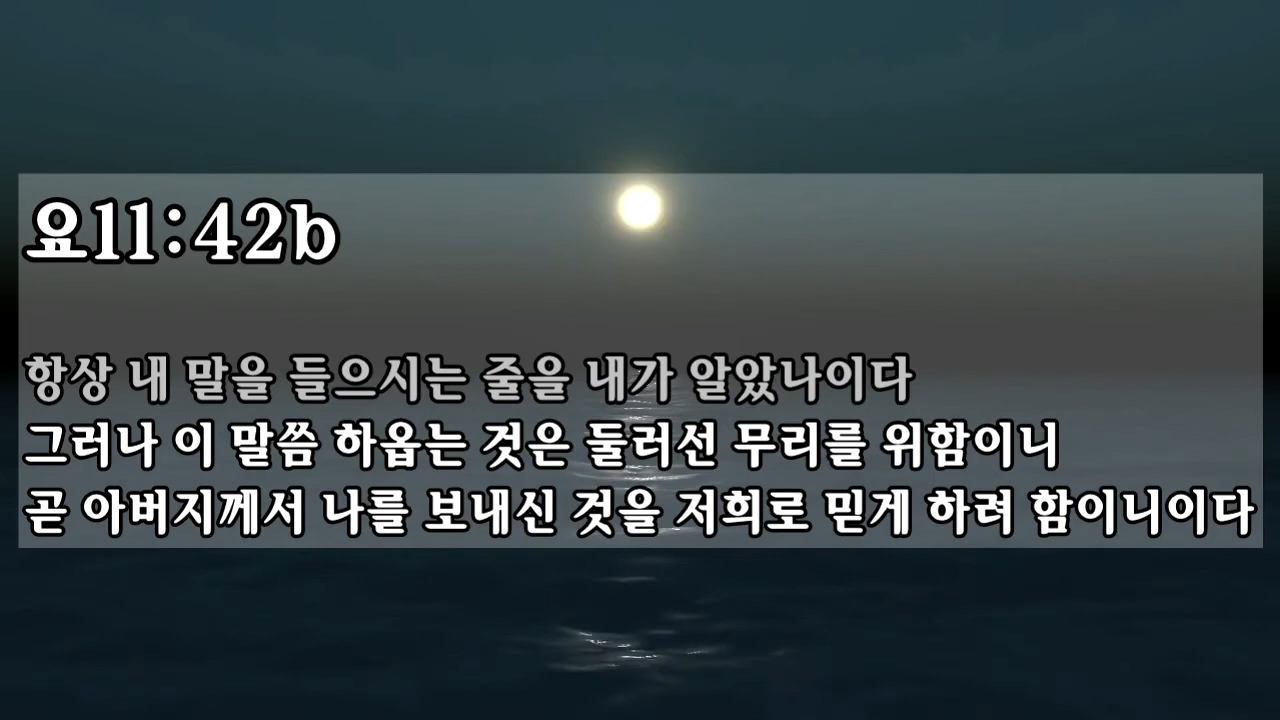 요11:42b
항상 내 말을 들으시는 줄을 내가 알았나이다
그러나 이 말씀 하옵는 것은 둘러선 무리를 위함이니
곧 아버지께서 나를 보내신 것을 저희로 믿게 하려 함이니이다